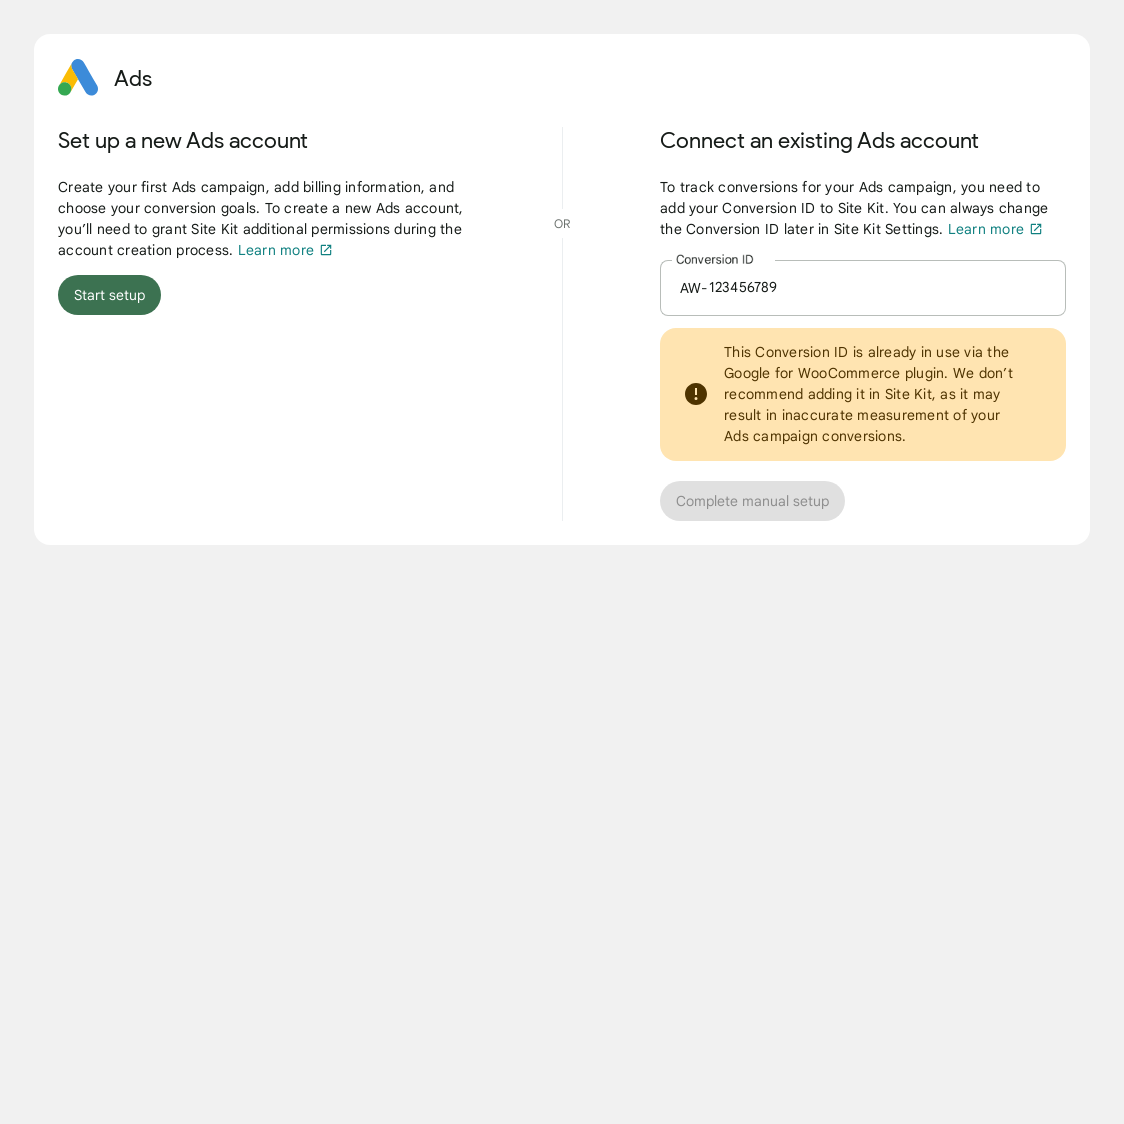 Ads
Set up a new Ads account
Create your first Ads campaign, add billing information, and
choose your conversion goals. To create a new Ads account,
you’ll need to grant Site Kit additional permissions during the
account creation process. Learn more
Start setup
OR
Connect an existing Ads account
To track conversions for your Ads campaign, you need to
add your Conversion ID to Site Kit. You can always change
the Conversion ID later in Site Kit Settings. Learn more
Conversion ID
AW-123456789
This Conversion ID is already in use via the
Google for WooCommerce plugin. We don’t
recommend adding it in Site Kit, as it may
result in inaccurate measurement of your
Ads campaign conversions.
Complete manual setup